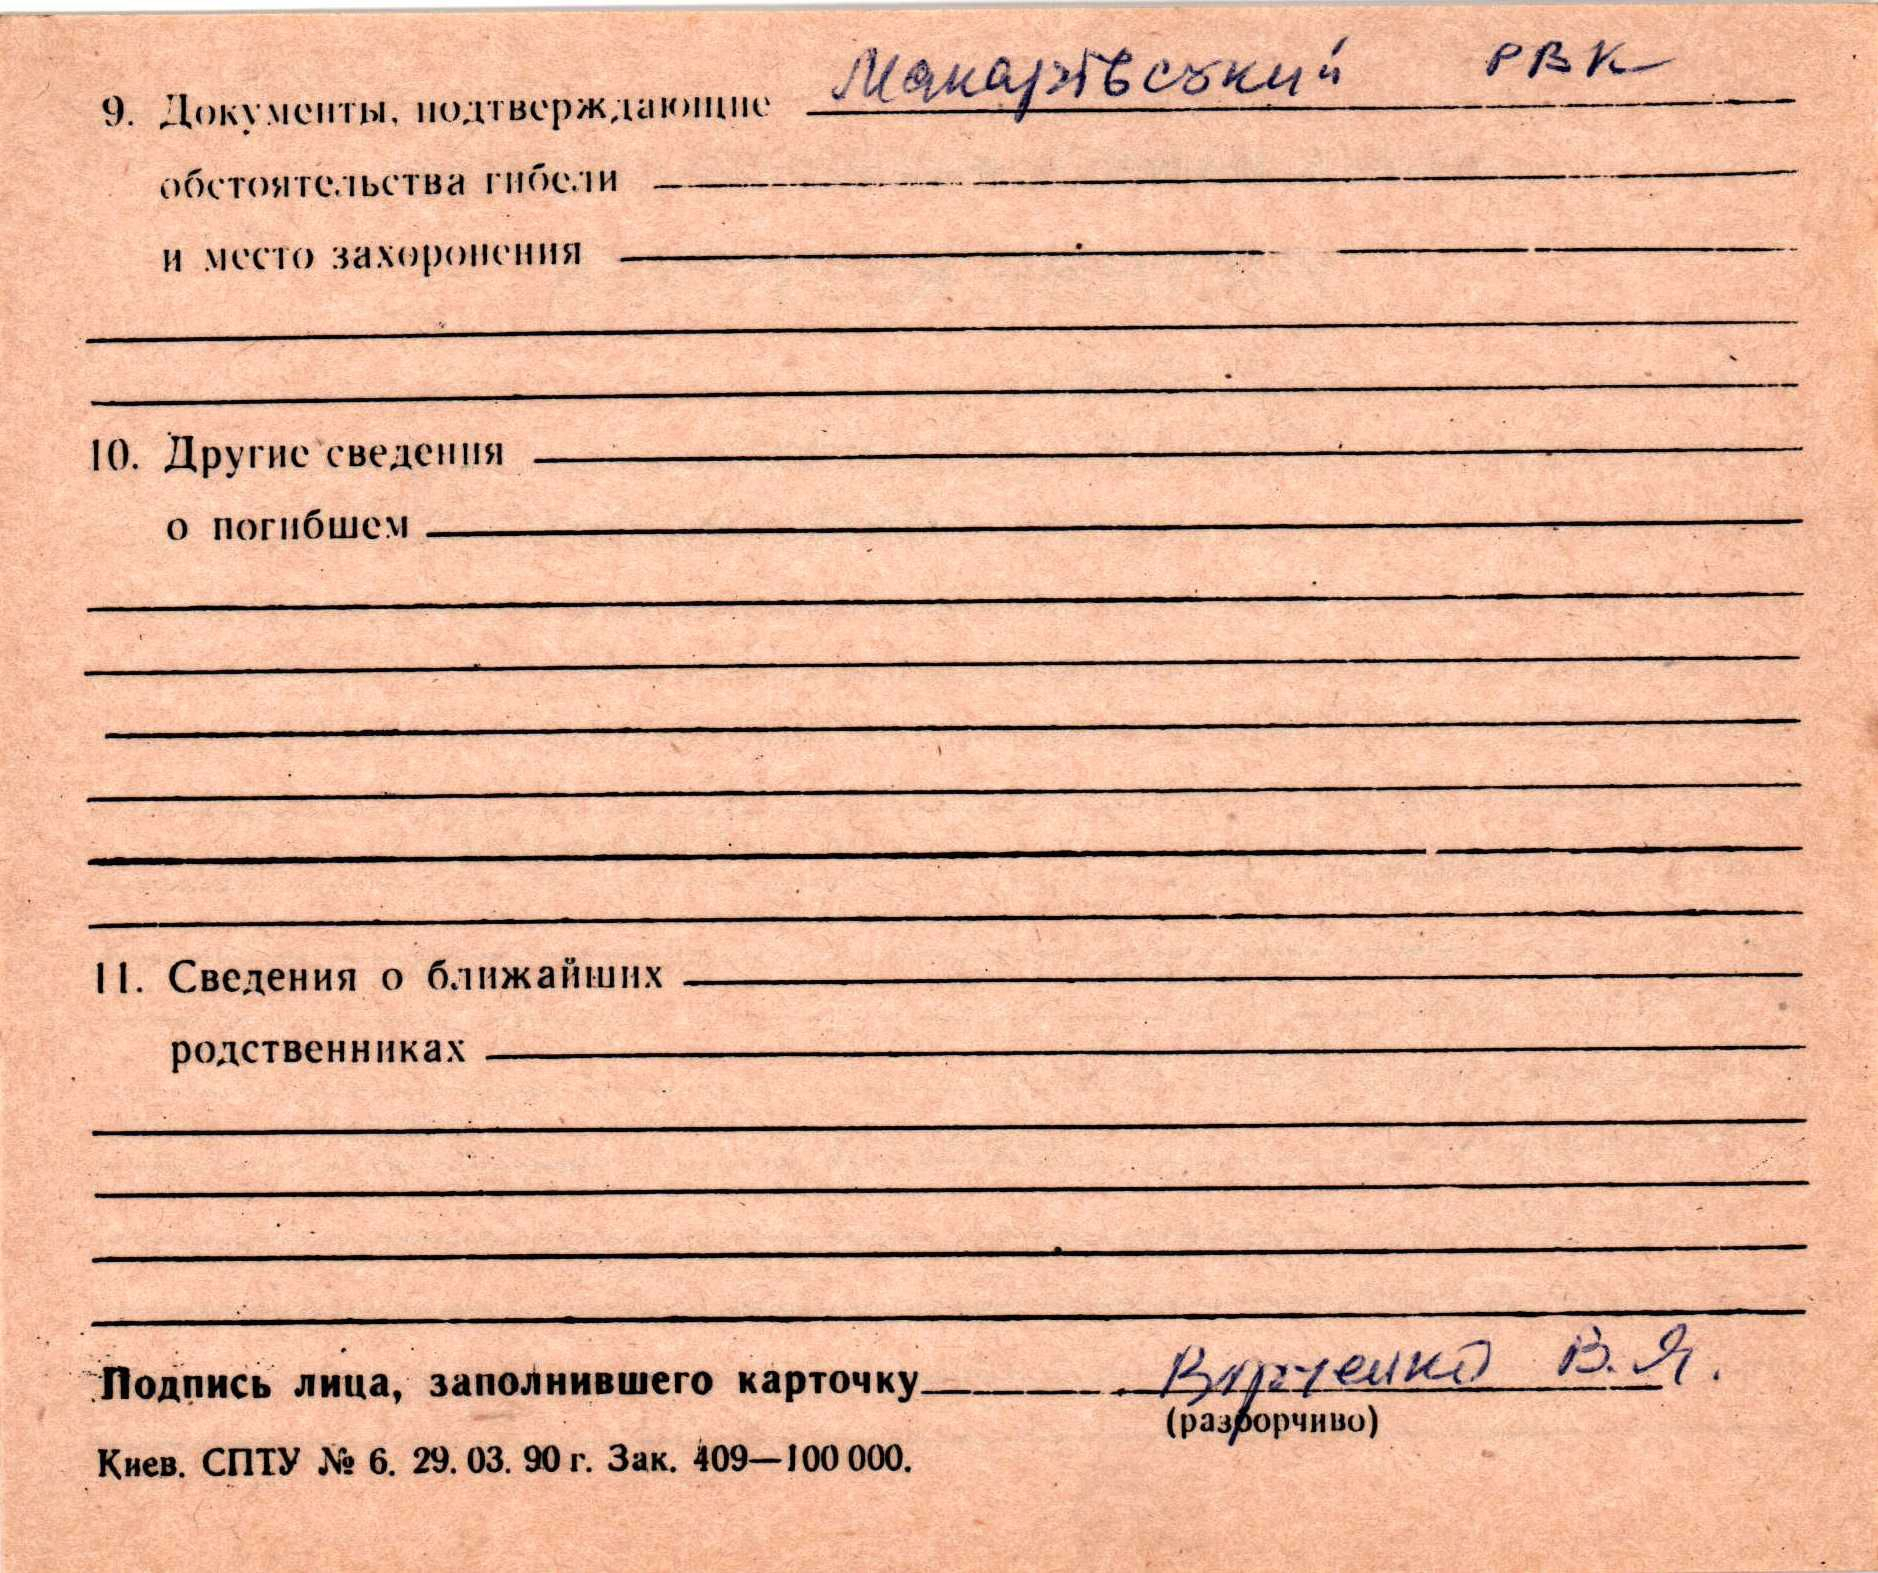 9. Документы, подтверждающие Макарівський РВК
обстоятельства гибели
и место захоронения
10. Другие сведения
о погибшем
11. Сведения о ближайших
родственниках
Подпись лица, заполнившего карточку В.Я.
(разборчиво)
Киев. СПТУ № 6. 29. 03. 90 г. Зак. 409—100 000.